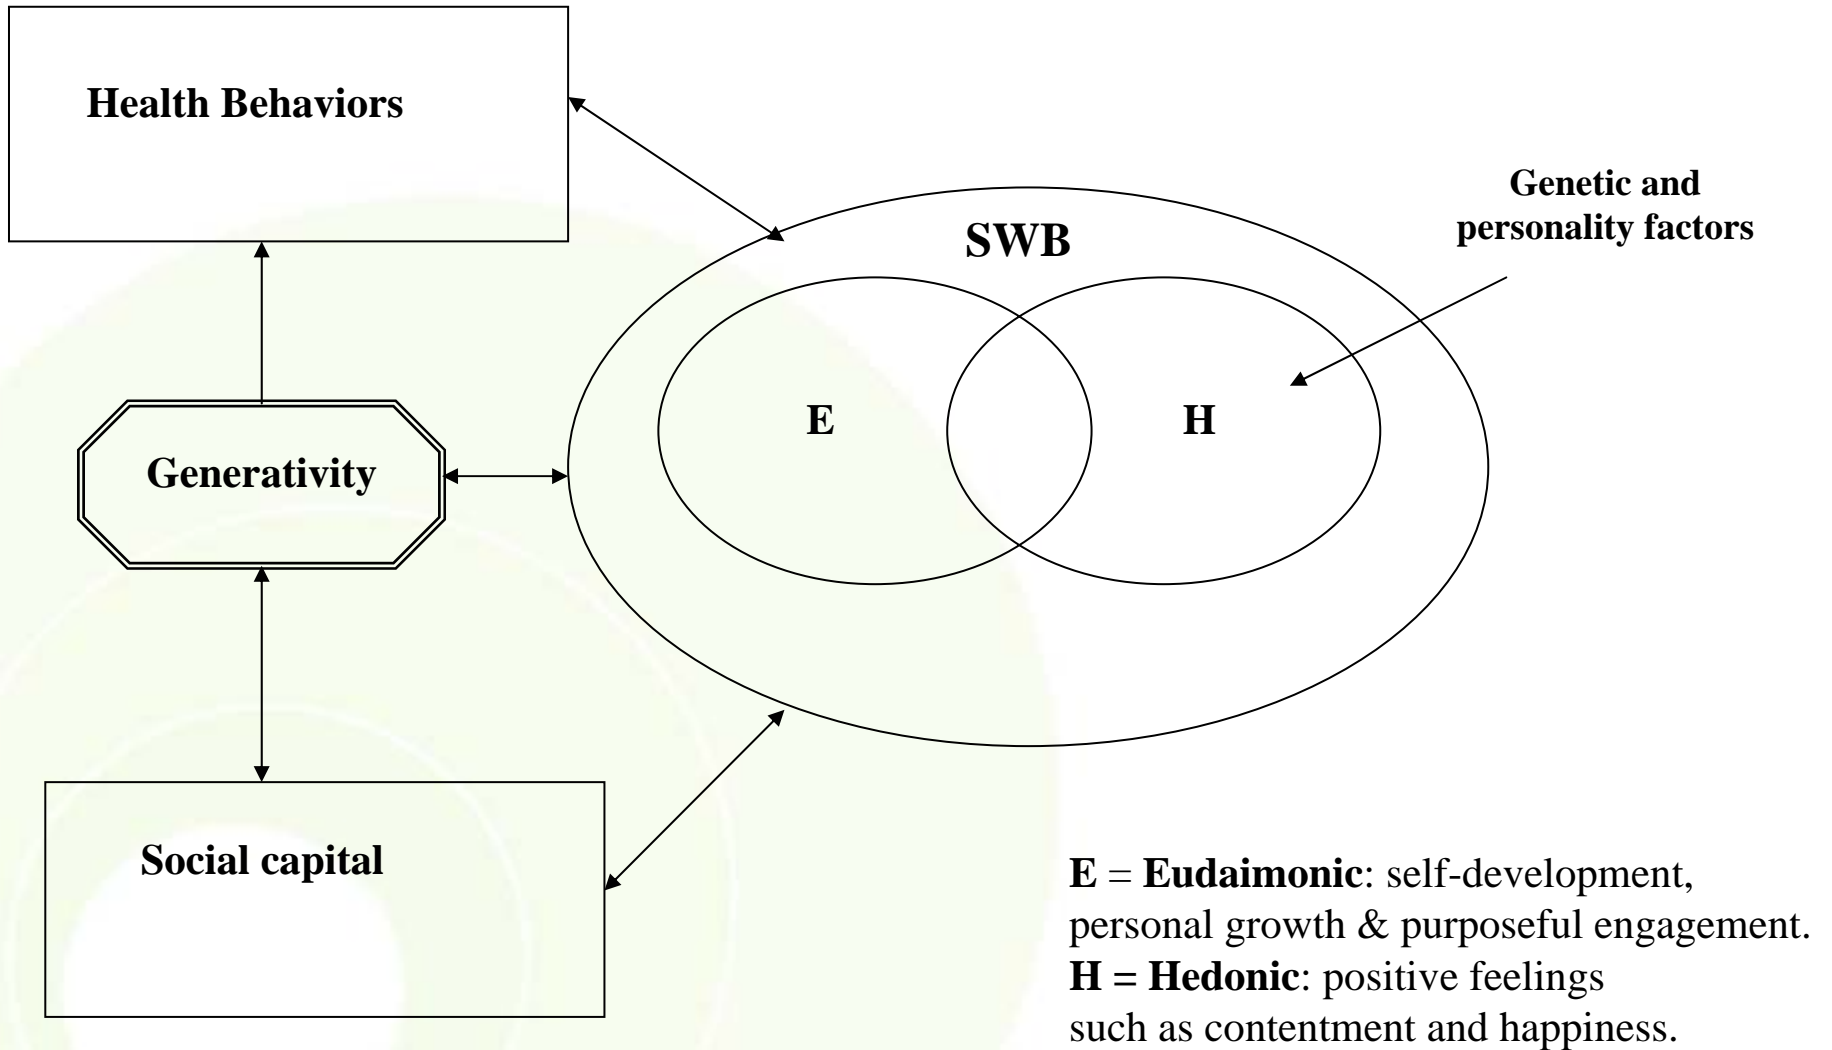 Health Behaviors
Genetic and
personality factors
SWB
E
H
Generativity
Social capital
E = Eudaimonic: self-development,
personal growth & purposeful engagement.
H = Hedonic: positive feelings
such as contentment and happiness.